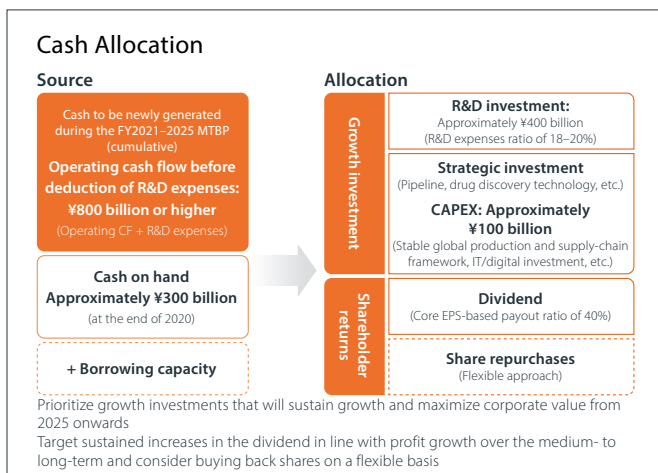 Cash Allocation
Source
Cash to be newly generated
during the FY2021–2025 MTBP
(cumulative)
Operating cash flow before
deduction of R&D expenses:
¥800 billion or higher
(Operating CF + R&D expenses)
Cash on hand
Approximately ¥300 billion
(at the end of 2020)
+ Borrowing capacity
Allocation
Growth investment
R&D investment:
Approximately ¥400 billion
(R&D expenses ratio of 18–20%)
Strategic investment
(Pipeline, drug discovery technology, etc.)
CAPEX: Approximately
¥100 billion
(Stable global production and supply-chain
framework, IT/digital investment, etc.)
Shareholder
returns
Dividend
(Core EPS-based payout ratio of 40%)
Share repurchases
(Flexible approach)
Prioritize growth investments that will sustain growth and maximize corporate value from
2025 onwards
Target sustained increases in the dividend in line with profit growth over the medium- to
long-term and consider buying back shares on a flexible basis